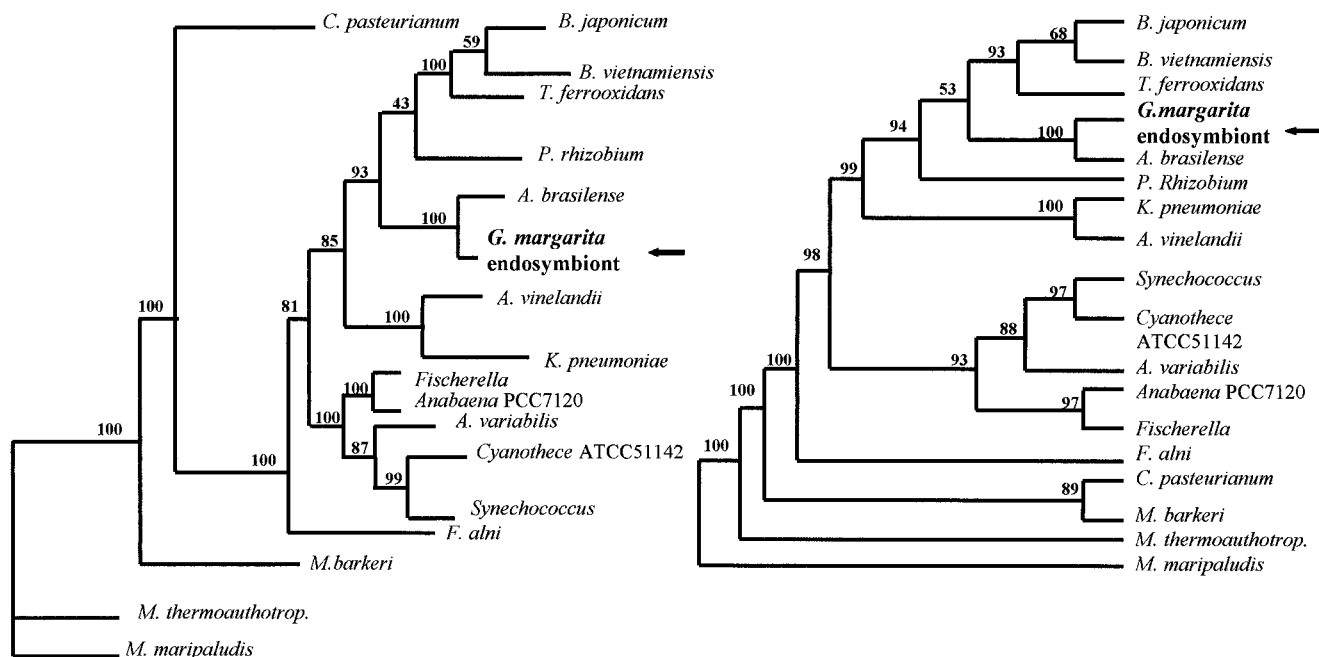 C. pasteurianum
B. japonicum
59
100
B. vietnamiensis
T. ferrooxidans
43
P. rhizobium
93
A. brasilense
100
G. margarita
endosymbiont
85
A. vinelandii
100
K. pneumoniae
81
Fischerella
100
Anabaena PCC7120
100
A. variabilis
87
Cyanothece ATCC51142
99
Synechococcus
100
F. alni
100
100
M.barkeri
M. thermoauthotrop.
M. maripaludis
B. japonicum
68
93
B. vietnamiensis
T. ferrooxidans
53
G.margarita
100
endosymbiont
A. brasilense
94
P. Rhizobium
99
K. pneumoniae
100
A. vinelandii
98
Synechococcus
97
Cyanothece
ATCC51142
88
A. variabilis
93
Anabaena PCC7120
97
Fischerella
100
F. alni
100
C. pasteurianum
89
M. barkeri
100
M. thermoauthotrop.
M. maripaludis